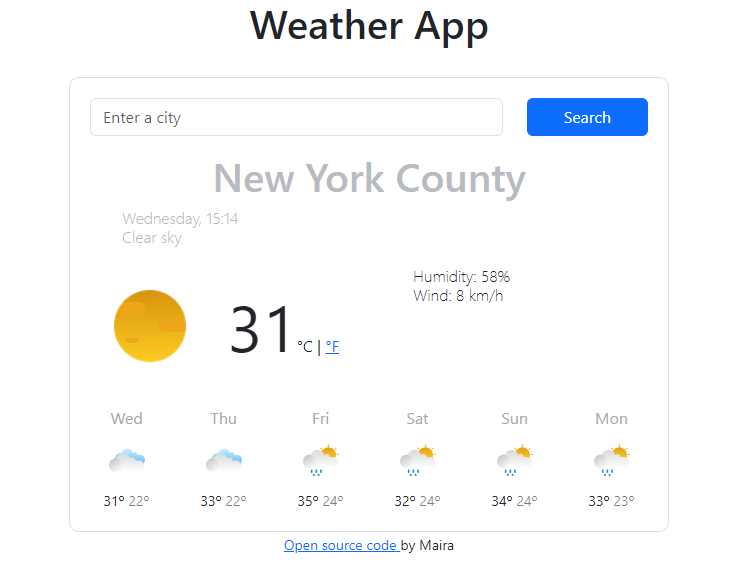 Weather App
Enter a city
Search
New York County
Wednesday, 15:14
Clear sky
Humidity: 58%
Wind: 8 km/h
31 °C | °F
Wed Thu Fri Sat Sun Mon
31° 22° 33° 22° 35° 24° 32° 24° 34° 24° 33° 23°
Open source code by Maira